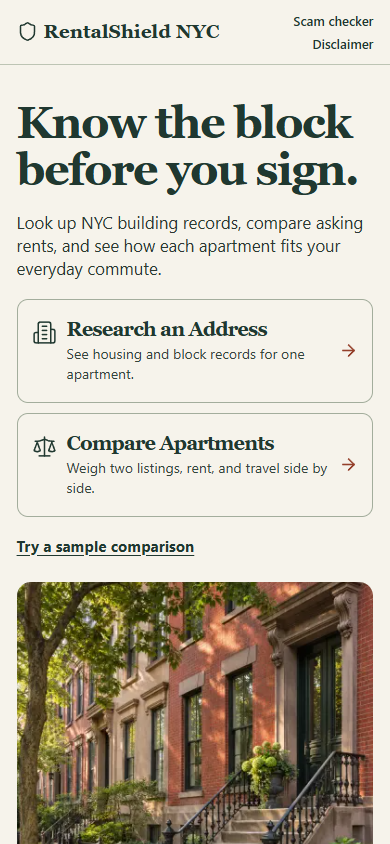 RentalShield NYC
Scam checker
Disclaimer
Know the block
before you sign.
Look up NYC building records, compare asking
rents, and see how each apartment fits your
everyday commute.
Research an Address
See housing and block records for one
apartment.
Compare Apartments
Weigh two listings, rent, and travel side by
side.
Try a sample comparison